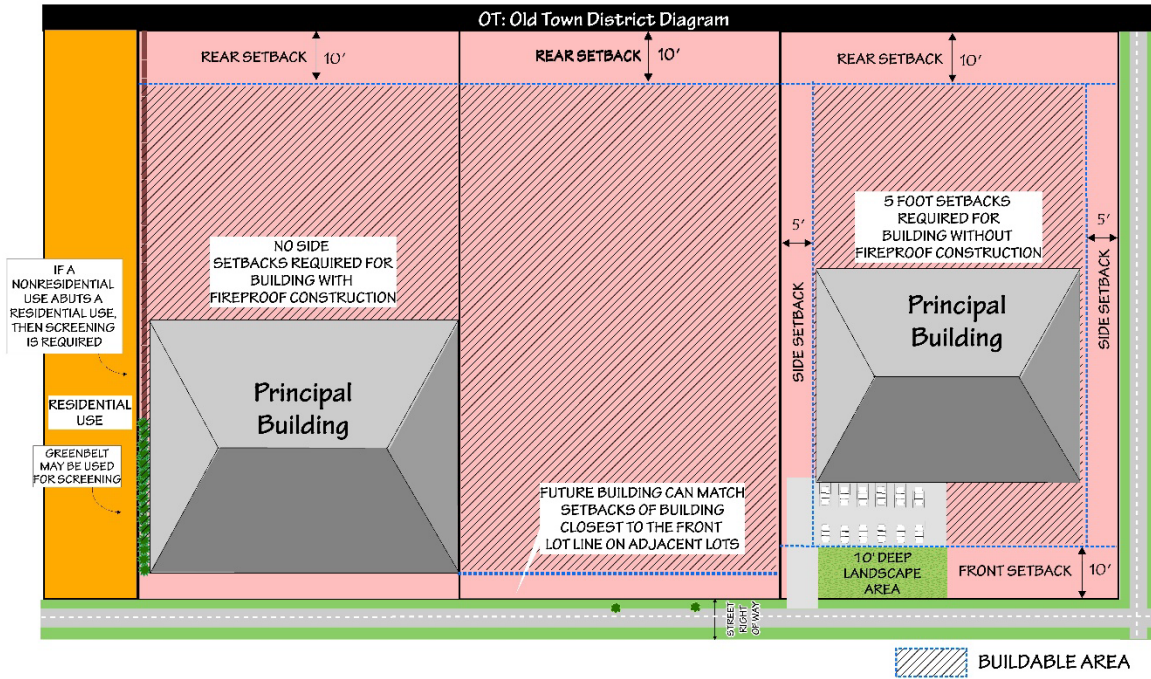 OT: Old Town District Diagram
REAR SETBACK 10'
REAR SETBACK 10'
REAR SETBACK 10'
IF A
NONRESIDENTIAL
USE ABUTS A
RESIDENTIAL USE,
THEN SCREENING
IS REQUIRED
RESIDENTIAL
USE
GREENBELT
MAY BE USED
FOR SCREENING
NO SIDE
SETBACKS REQUIRED FOR
BUILDING WITH
FIREPROOF CONSTRUCTION
Principal
Building
FUTURE BUILDING CAN MATCH
SETBACKS OF BUILDING
CLOSEST TO THE FRONT
LOT LINE ON ADJACENT LOTS
5'
SIDE SETBACK
5 FOOT SETBACKS
REQUIRED FOR
BUILDING WITHOUT
FIREPROOF CONSTRUCTION
Principal
Building
5'
SIDE SETBACK
10' DEEP
LANDSCAPE
AREA
FRONT SETBACK 10'
STREET
RIGHT
OF WAY
BUILDABLE AREA